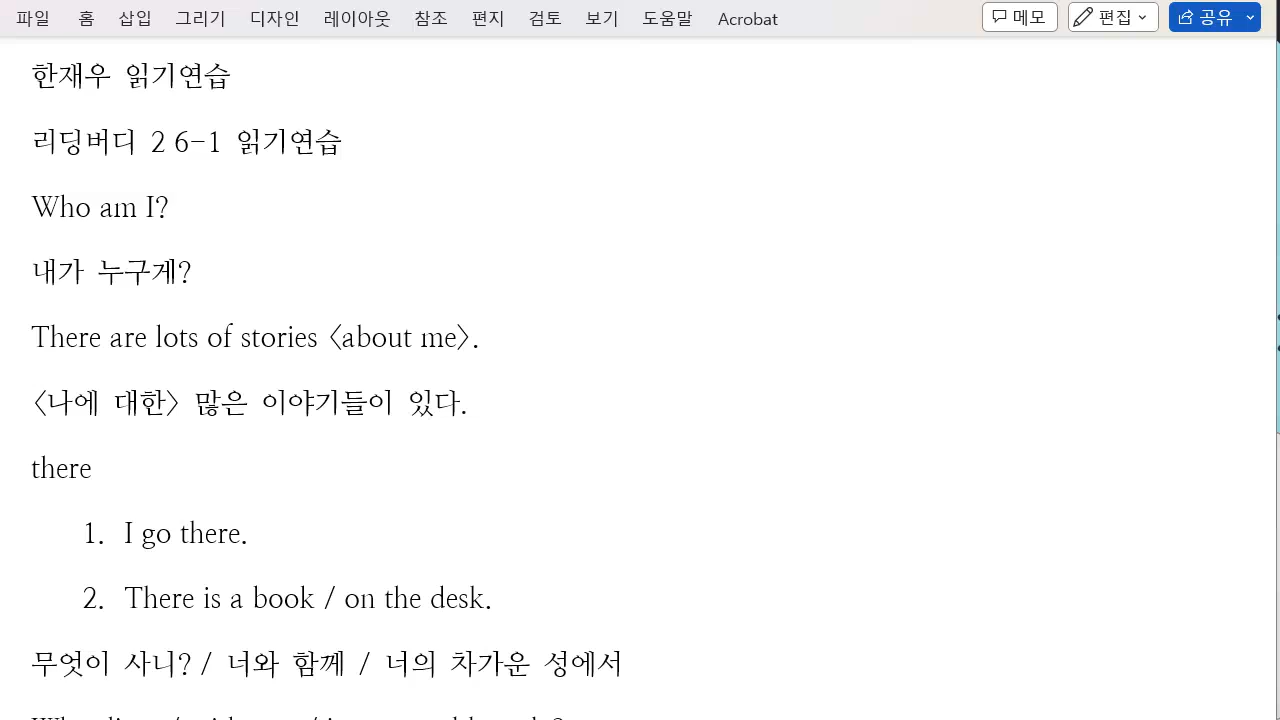 파일 홈 삽입 그리기 디자인 레이아웃 참조 편지 검토 보기 도움말 Acrobat 메모 편집 공유
한재우 읽기연습
리딩버디 2 6-1 읽기연습
Who am I?
내가 누구게?
There are lots of stories <about me>.
<나에 대한> 많은 이야기들이 있다.
there
1. I go there.
2. There is a book / on the desk.
무엇이 사니? / 너와 함께 / 너의 차가운 성에서